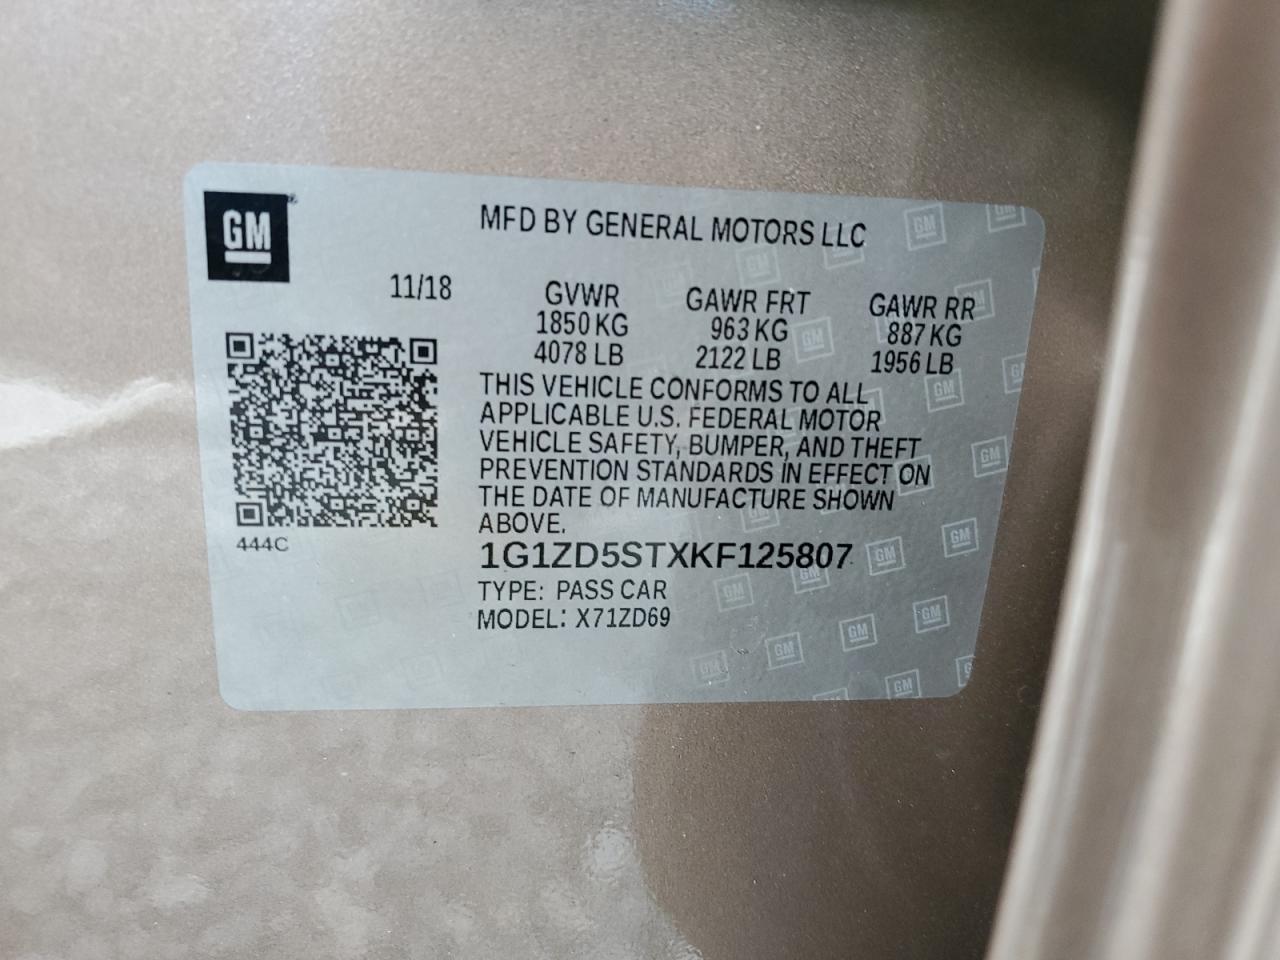 GM
MFD BY GENERAL MOTORS LLC
11/18
GVWR GAWR FRT GAWR RR
1850 KG 963 KG 887 KG
4078 LB 2122 LB 1956 LB
THIS VEHICLE CONFORMS TO ALL
APPLICABLE U.S. FEDERAL MOTOR
VEHICLE SAFETY, BUMPER, AND THEFT
PREVENTION STANDARDS IN EFFECT ON
THE DATE OF MANUFACTURE SHOWN
ABOVE.
444C
1G1ZD5STXKF125807
TYPE: PASS CAR
MODEL: X71ZD69